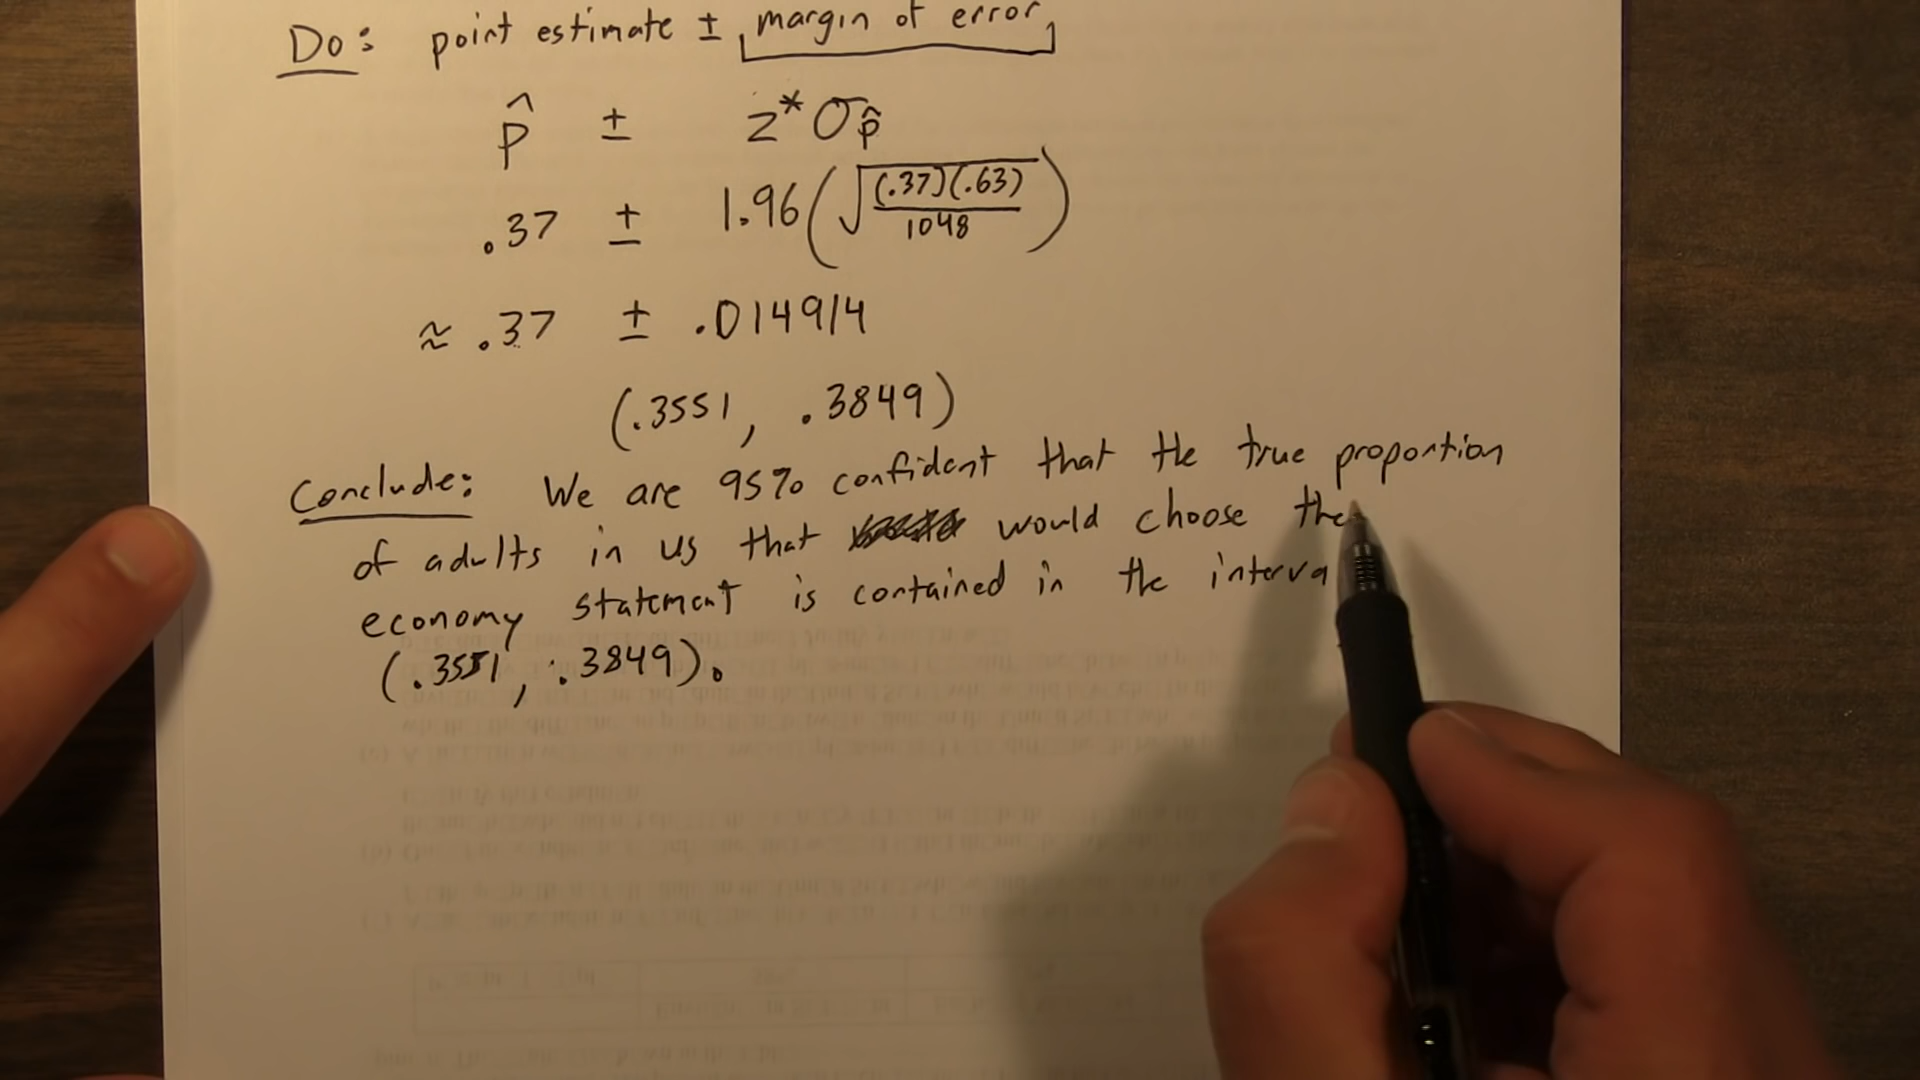 Do: point estimate ± margin of error
p̂ ± z* σp̂
.37 ± 1.96(√(.37)(.63)/1048)
≈ .37 ± .014914
(.3551, .3849)
Conclude: We are 95% confident that the true proportion
of adults in us that would choose the
economy statement is contained in the interva
(.3551, .3849).